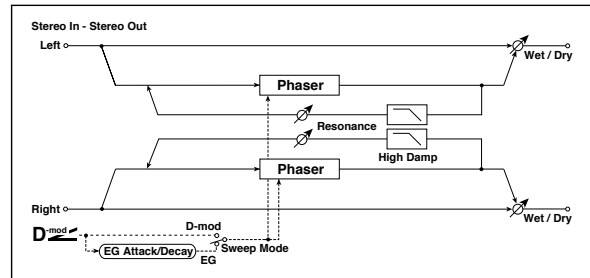 Stereo In - Stereo Out
Left
Wet / Dry
Phaser
Resonance
High Damp
Phaser
Right
Wet / Dry
D-mod
D-mod
EG Attack/Decay
EG
Sweep Mode